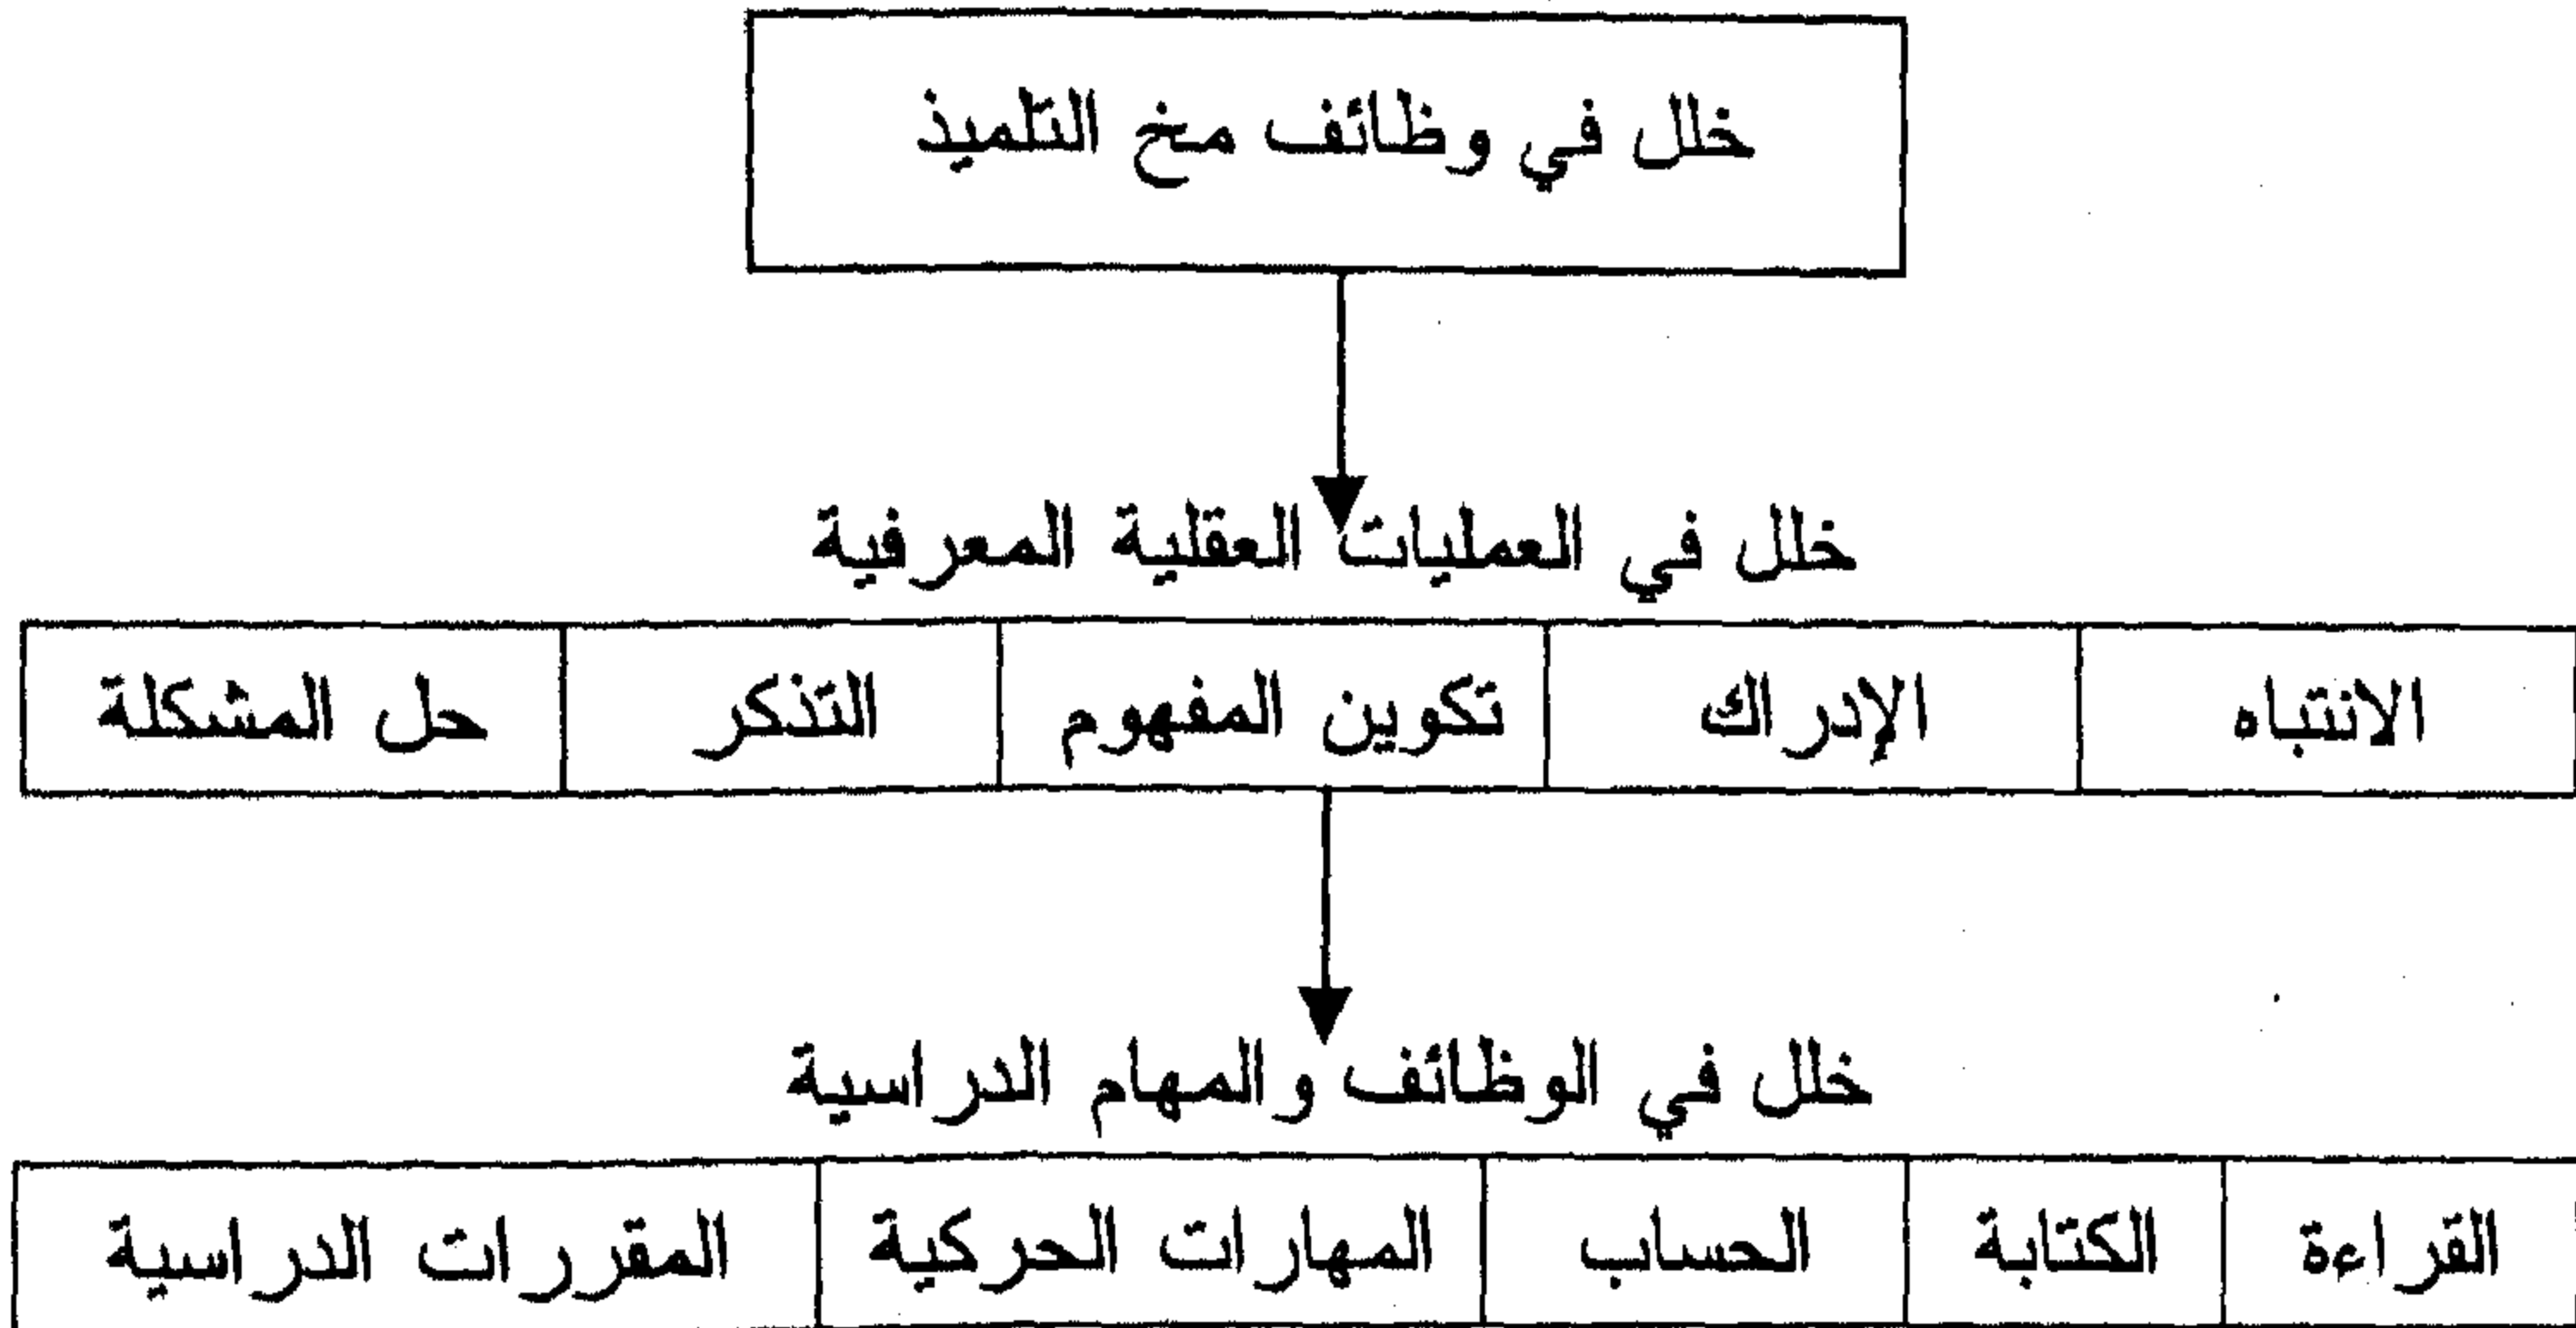 خلل في وظائف مخ التلميذ
خلل في العمليات العقلية المعرفية
الانتباه الإدراك تكوين المفهوم التذكر حل المشكلة
خلل في الوظائف والمهام الدراسية
القراءة الكتابة الحساب المهارات الحركية المقررات الدراسية